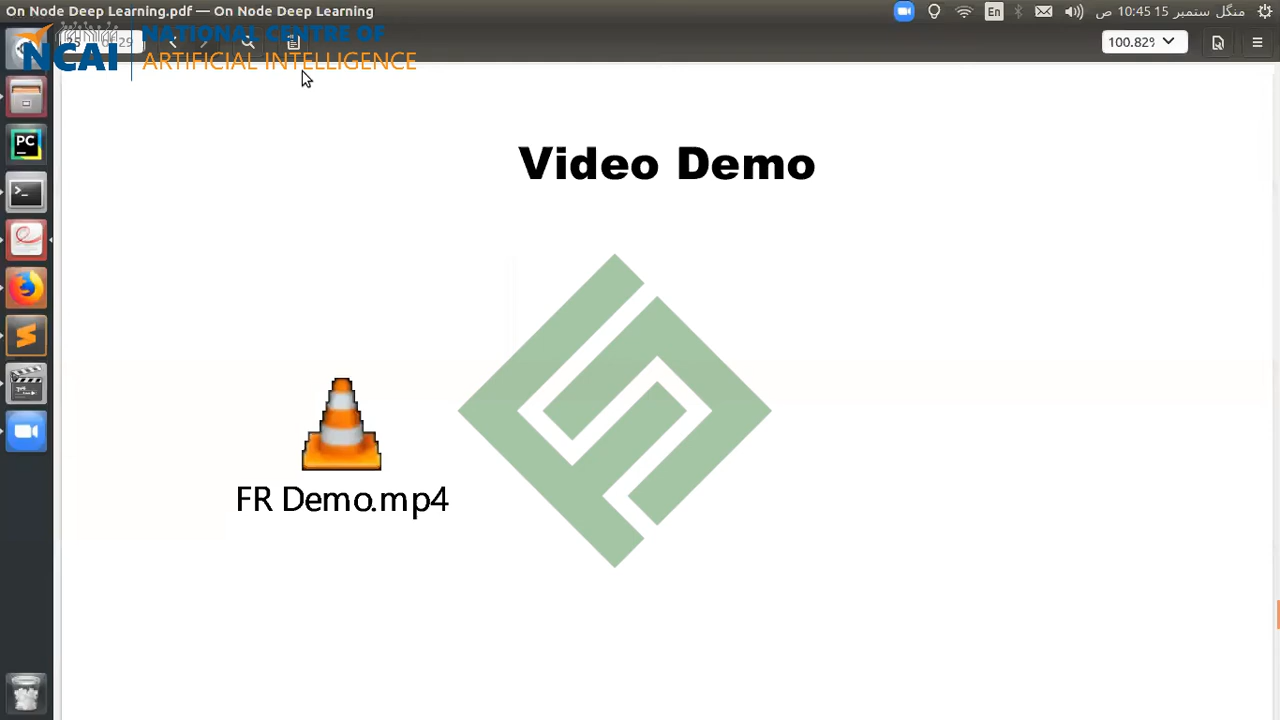 On Node Deep Learning.pdf — On Node Deep Learning
En
منگل ستمبر 15 10:45 ص
NCAI
NATIONAL CENTRE OF
ARTIFICIAL INTELLIGENCE
100.82%
PC
Video Demo
FR Demo.mp4